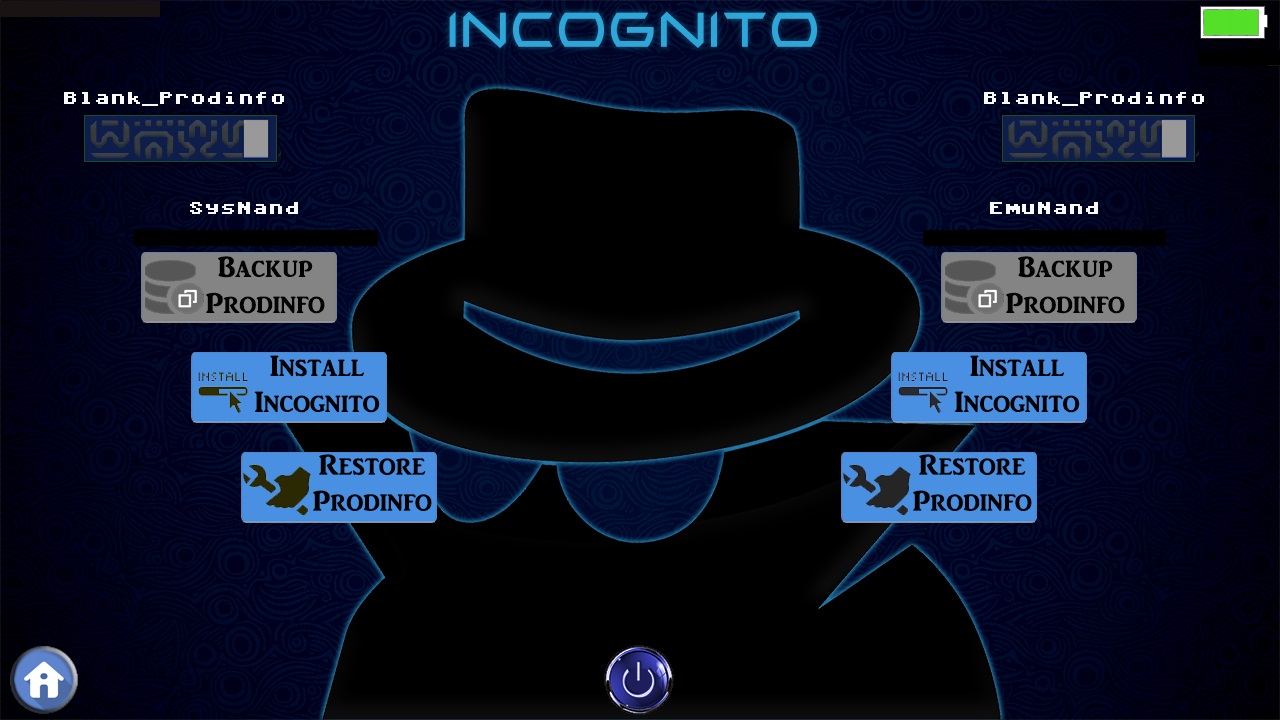 INCOGNITO
Blank_Prodinfo
Blank_Prodinfo
SysNand
EmuNand
BACKUP
PRODINFO
BACKUP
PRODINFO
INSTALL
INSTALL
INCOGNITO
INSTALL
INSTALL
INCOGNITO
RESTORE
PRODINFO
RESTORE
PRODINFO